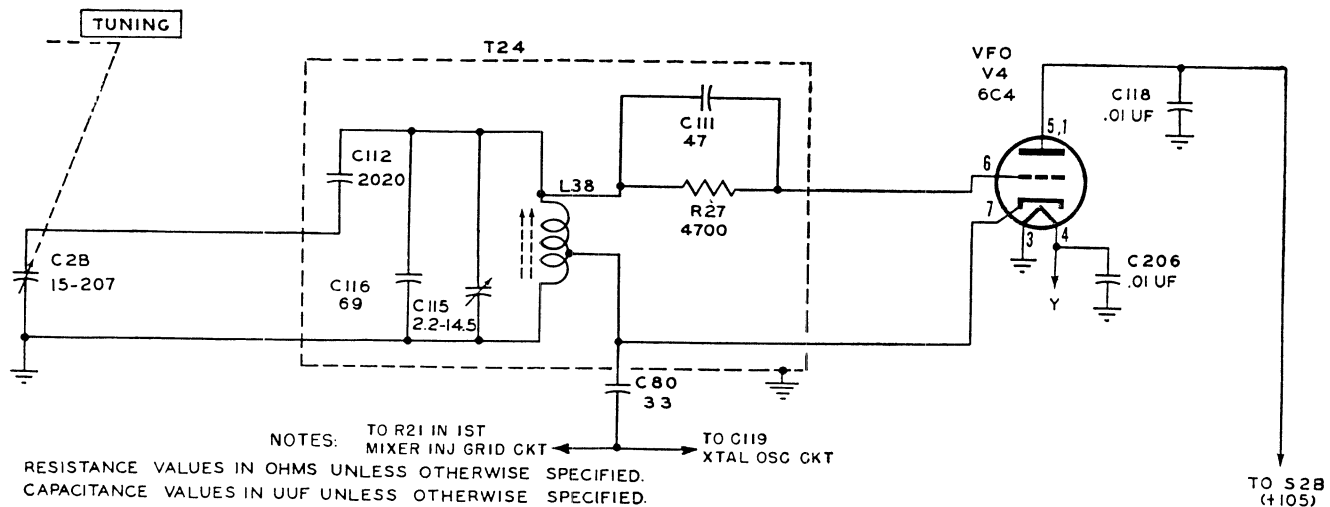 TUNING
T24
VFO
V4
6C4
C118
.01 UF
5,1
6
7
3
4
C111
47
C112
2020
L38
R27
4700
C2B
15-207
C116
69
C115
2.2-14.5
C206
.01 UF
Y
C80
33
NOTES:
TO R21 IN 1ST
MIXER INJ GRID CKT
TO C119
XTAL OSC CKT
RESISTANCE VALUES IN OHMS UNLESS OTHERWISE SPECIFIED.
CAPACITANCE VALUES IN UUF UNLESS OTHERWISE SPECIFIED.
TO S2B
(+105)